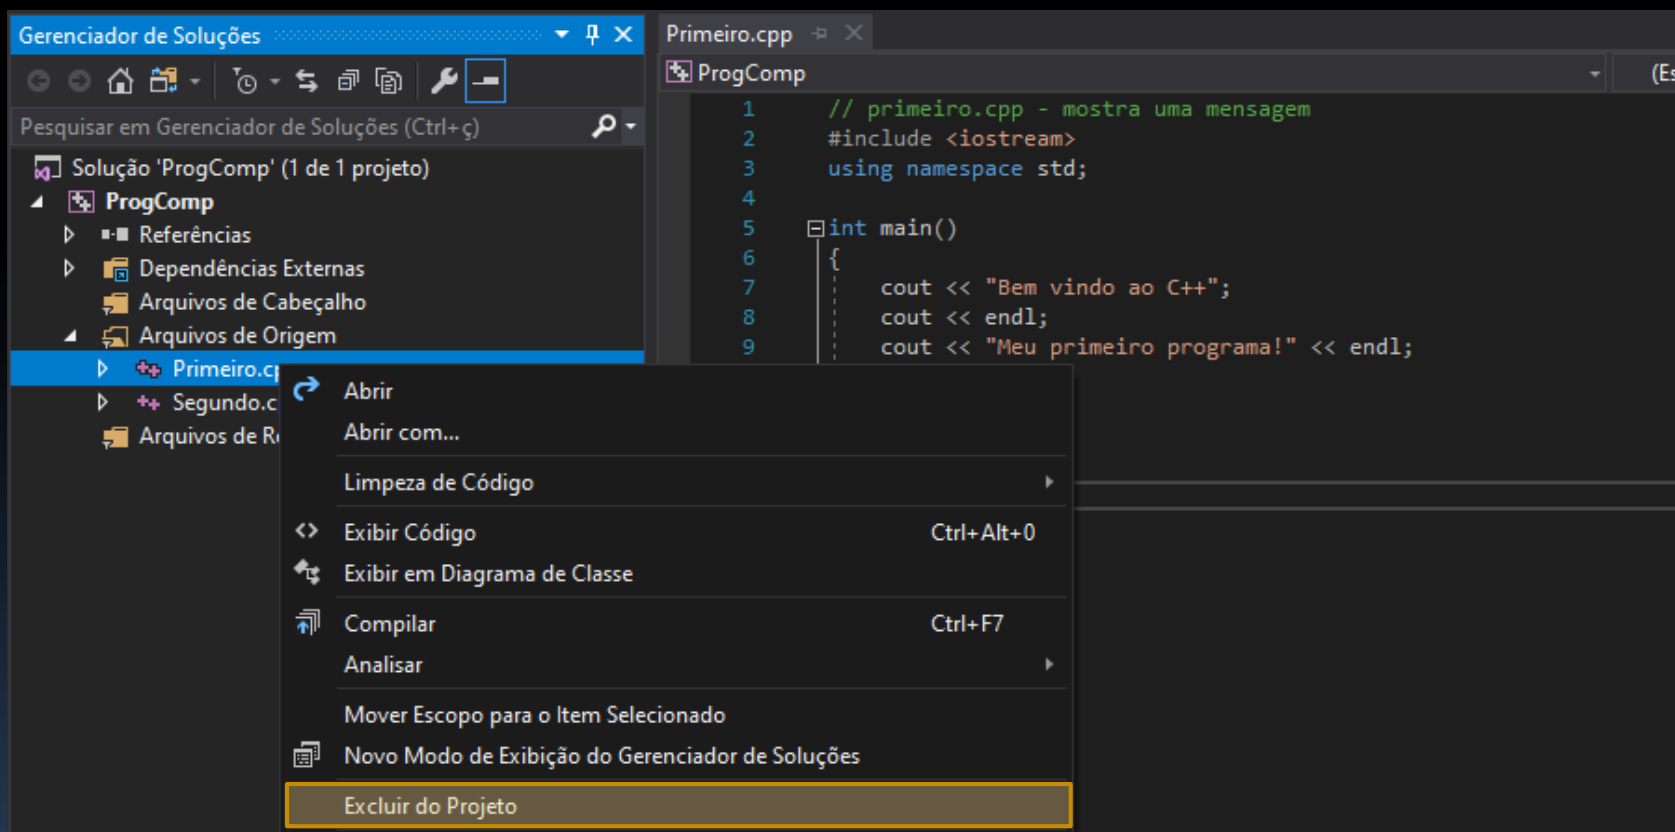 Gerenciador de Soluções
Pesquisar em Gerenciador de Soluções (Ctrl+ç)
Solução 'ProgComp' (1 de 1 projeto)
ProgComp
Referências
Dependências Externas
Arquivos de Cabeçalho
Arquivos de Origem
Primeiro.cp
Segundo.c
Arquivos de R
Primeiro.cpp
ProgComp
(Es
1 // primeiro.cpp - mostra uma mensagem
2 #include <iostream>
3 using namespace std;
4
5 int main()
6 {
7 cout << "Bem vindo ao C++";
8 cout << endl;
9 cout << "Meu primeiro programa!" << endl;
Abrir
Abrir com...
Limpeza de Código
Exibir Código Ctrl+Alt+0
Exibir em Diagrama de Classe
Compilar Ctrl+F7
Analisar
Mover Escopo para o Item Selecionado
Novo Modo de Exibição do Gerenciador de Soluções
Excluir do Projeto